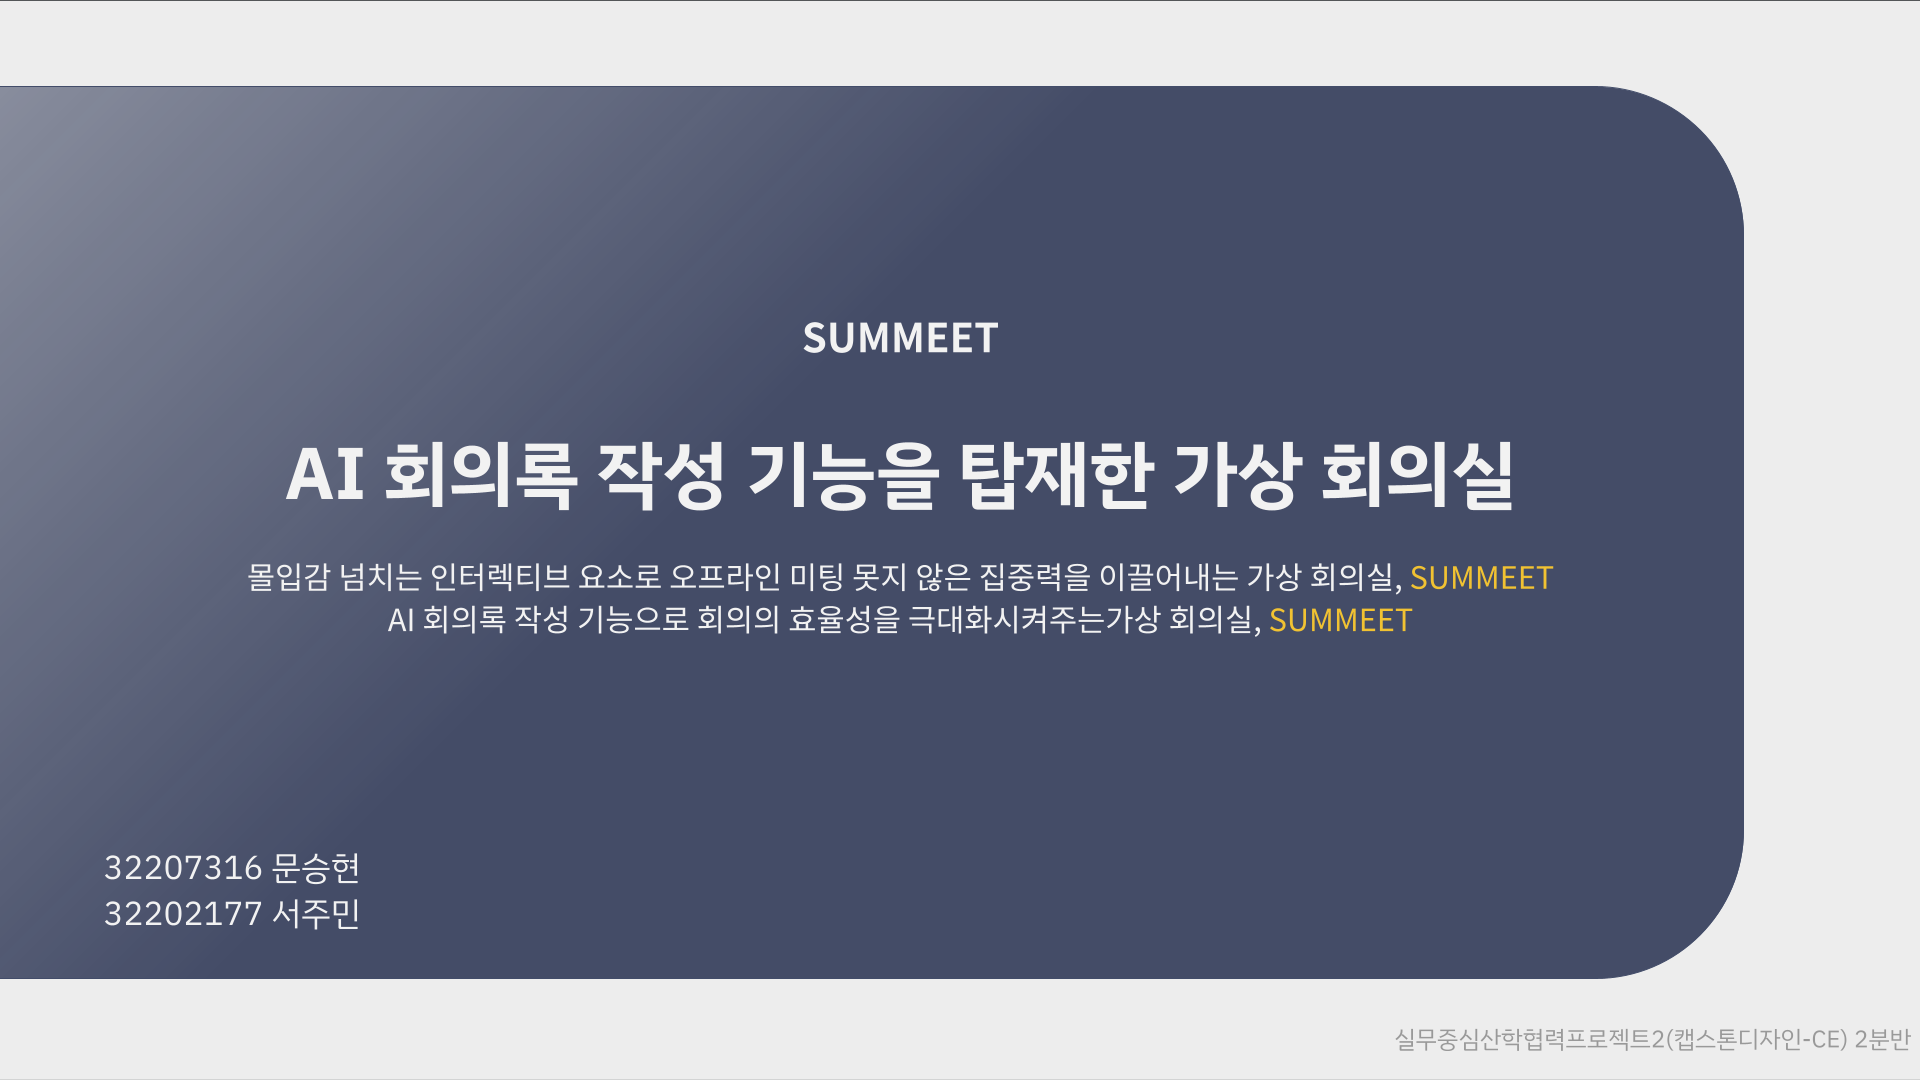 SUMMEET
AI 회의록 작성 기능을 탑재한 가상 회의실
몰입감 넘치는 인터렉티브 요소로 오프라인 미팅 못지 않은 집중력을 이끌어내는 가상 회의실, SUMMEET
AI 회의록 작성 기능으로 회의의 효율성을 극대화시켜주는가상 회의실, SUMMEET
32207316 문승현
32202177 서주민
실무중심산학협력프로젝트2(캡스톤디자인-CE) 2분반